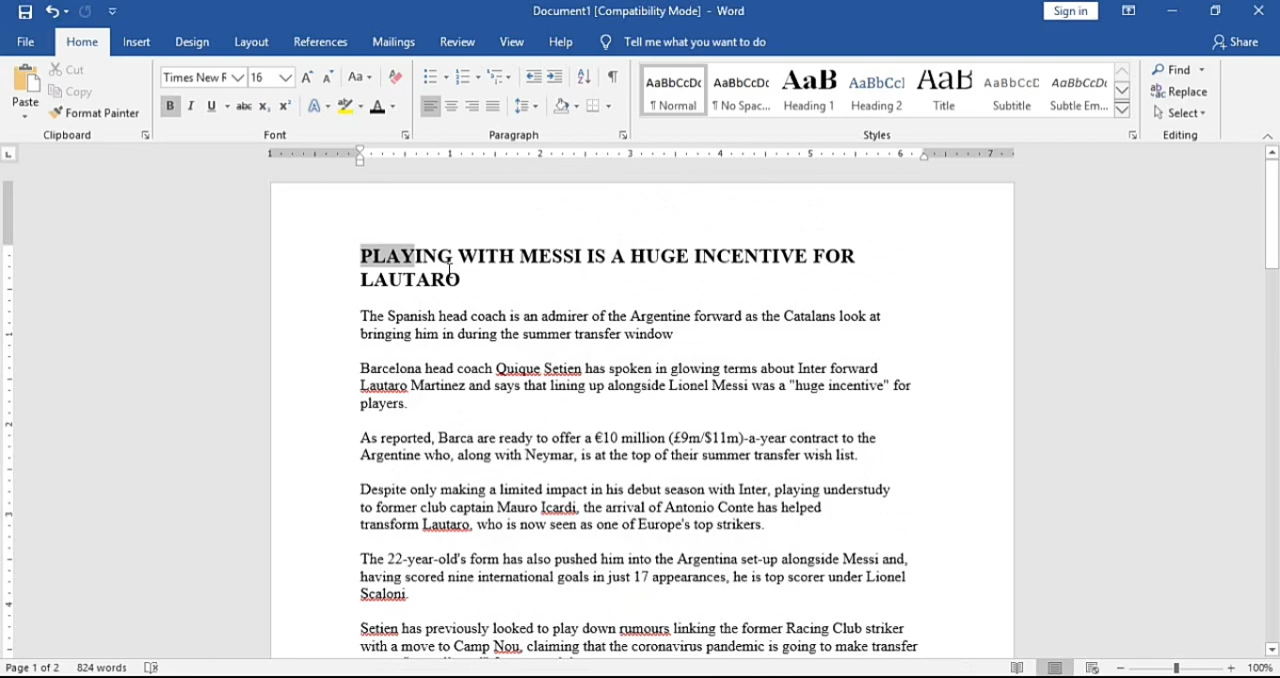 Document1 [Compatibility Mode] - Word
Sign in
File Home Insert Design Layout References Mailings Review View Help Tell me what you want to do Share
Paste
Cut
Copy
Format Painter
Clipboard
Times New F 16
Font
Paragraph
AaBbCcDc AaBbCcDc AaB AaBbCcI AaB AaBbCcD AaBbCcDc
¶ Normal ¶ No Spac... Heading 1 Heading 2 Title Subtitle Subtle Em...
Styles
Find
Replace
Select
Editing
1 1 2 3 4 5 6 7
PLAYING WITH MESSI IS A HUGE INCENTIVE FOR
LAUTARO
The Spanish head coach is an admirer of the Argentine forward as the Catalans look at
bringing him in during the summer transfer window
Barcelona head coach Quique Setien has spoken in glowing terms about Inter forward
Lautaro Martinez and says that lining up alongside Lionel Messi was a "huge incentive" for
players.
As reported, Barca are ready to offer a €10 million (£9m/$11m)-a-year contract to the
Argentine who, along with Neymar, is at the top of their summer transfer wish list.
Despite only making a limited impact in his debut season with Inter, playing understudy
to former club captain Mauro Icardi, the arrival of Antonio Conte has helped
transform Lautaro, who is now seen as one of Europe's top strikers.
The 22-year-old's form has also pushed him into the Argentina set-up alongside Messi and,
having scored nine international goals in just 17 appearances, he is top scorer under Lionel
Scaloni.
Setien has previously looked to play down rumours linking the former Racing Club striker
with a move to Camp Nou, claiming that the coronavirus pandemic is going to make transfer
Page 1 of 2 824 words
100%